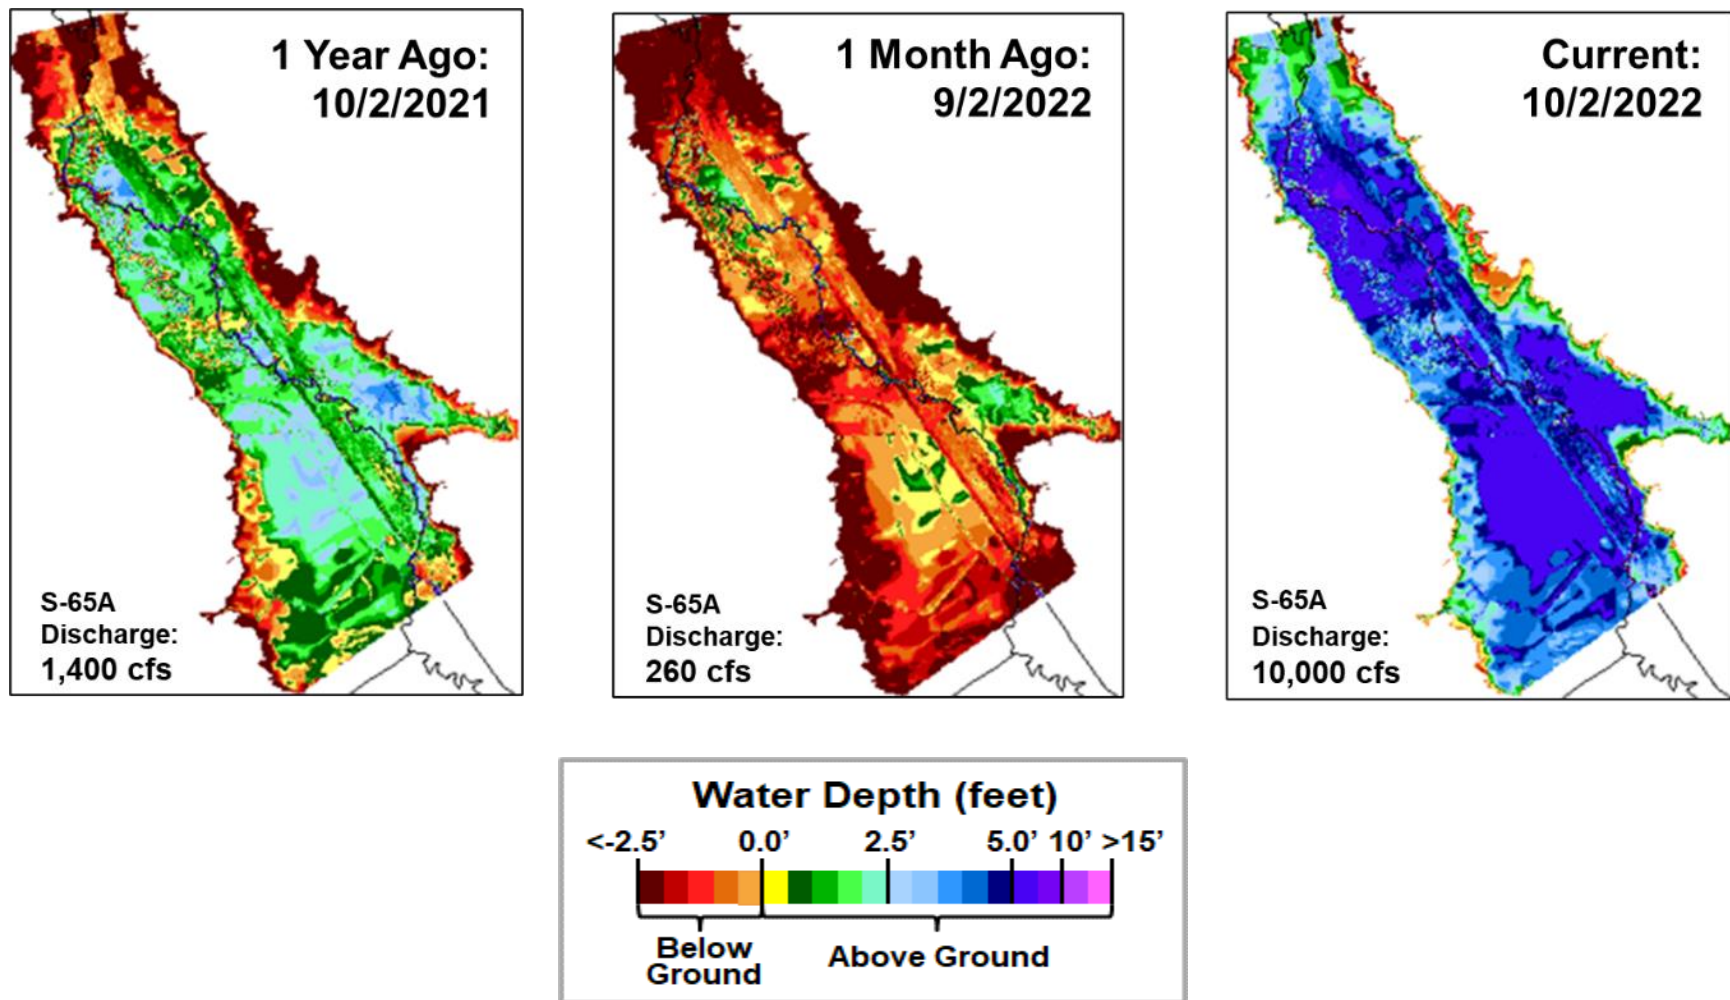 1 Year Ago:
10/2/2021
S-65A
Discharge:
1,400 cfs
1 Month Ago:
9/2/2022
S-65A
Discharge:
260 cfs
Current:
10/2/2022
S-65A
Discharge:
10,000 cfs
Water Depth (feet)
<-2.5’ 0.0’ 2.5’ 5.0’ 10’ >15’
Below
Ground
Above Ground